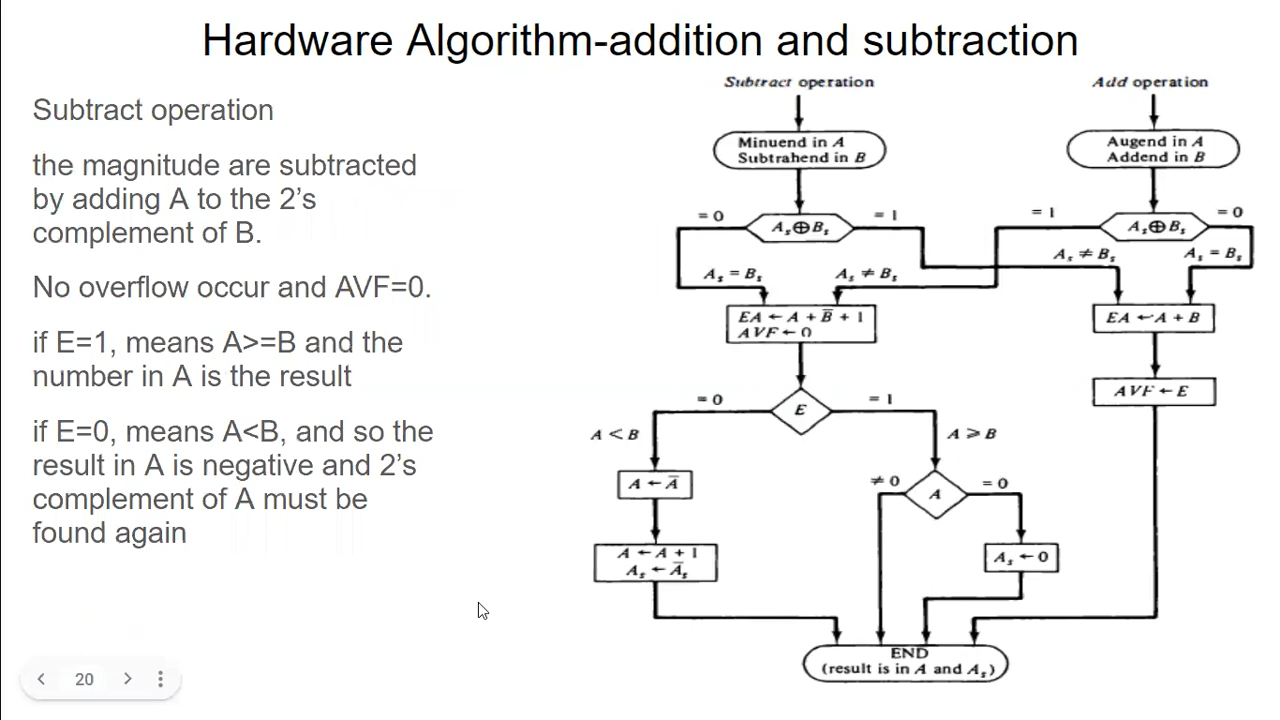 Hardware Algorithm-addition and subtraction
Subtract operation
the magnitude are subtracted
by adding A to the 2's
complement of B.
No overflow occur and AVF=0.
if E=1, means A>=B and the
number in A is the result
if E=0, means A<B, and so the
result in A is negative and 2's
complement of A must be
found again
Subtract operation
Add operation
Minuend in A
Subtrahend in B
Augend in A
Addend in B
= 0
= 1
= 1
= 0
Aₛ⊕Bₛ
Aₛ⊕Bₛ
Aₛ = Bₛ
Aₛ ≠ Bₛ
Aₛ ≠ Bₛ
Aₛ = Bₛ
EA ← A + B̅ + 1
AVF ← 0
EA ← A + B
AVF ← E
= 0
= 1
E
A < B
A ⩾ B
A ← A̅
≠ 0
= 0
A
A ← A + 1
Aₛ ← A̅ₛ
Aₛ ← 0
END
(result is in A and Aₛ)
20